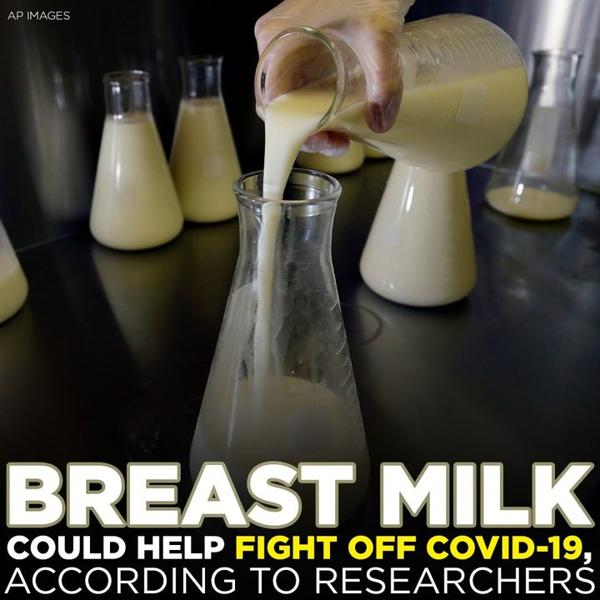 AP IMAGES
BREAST MILK
COULD HELP FIGHT OFF COVID-19,
ACCORDING TO RESEARCHERS